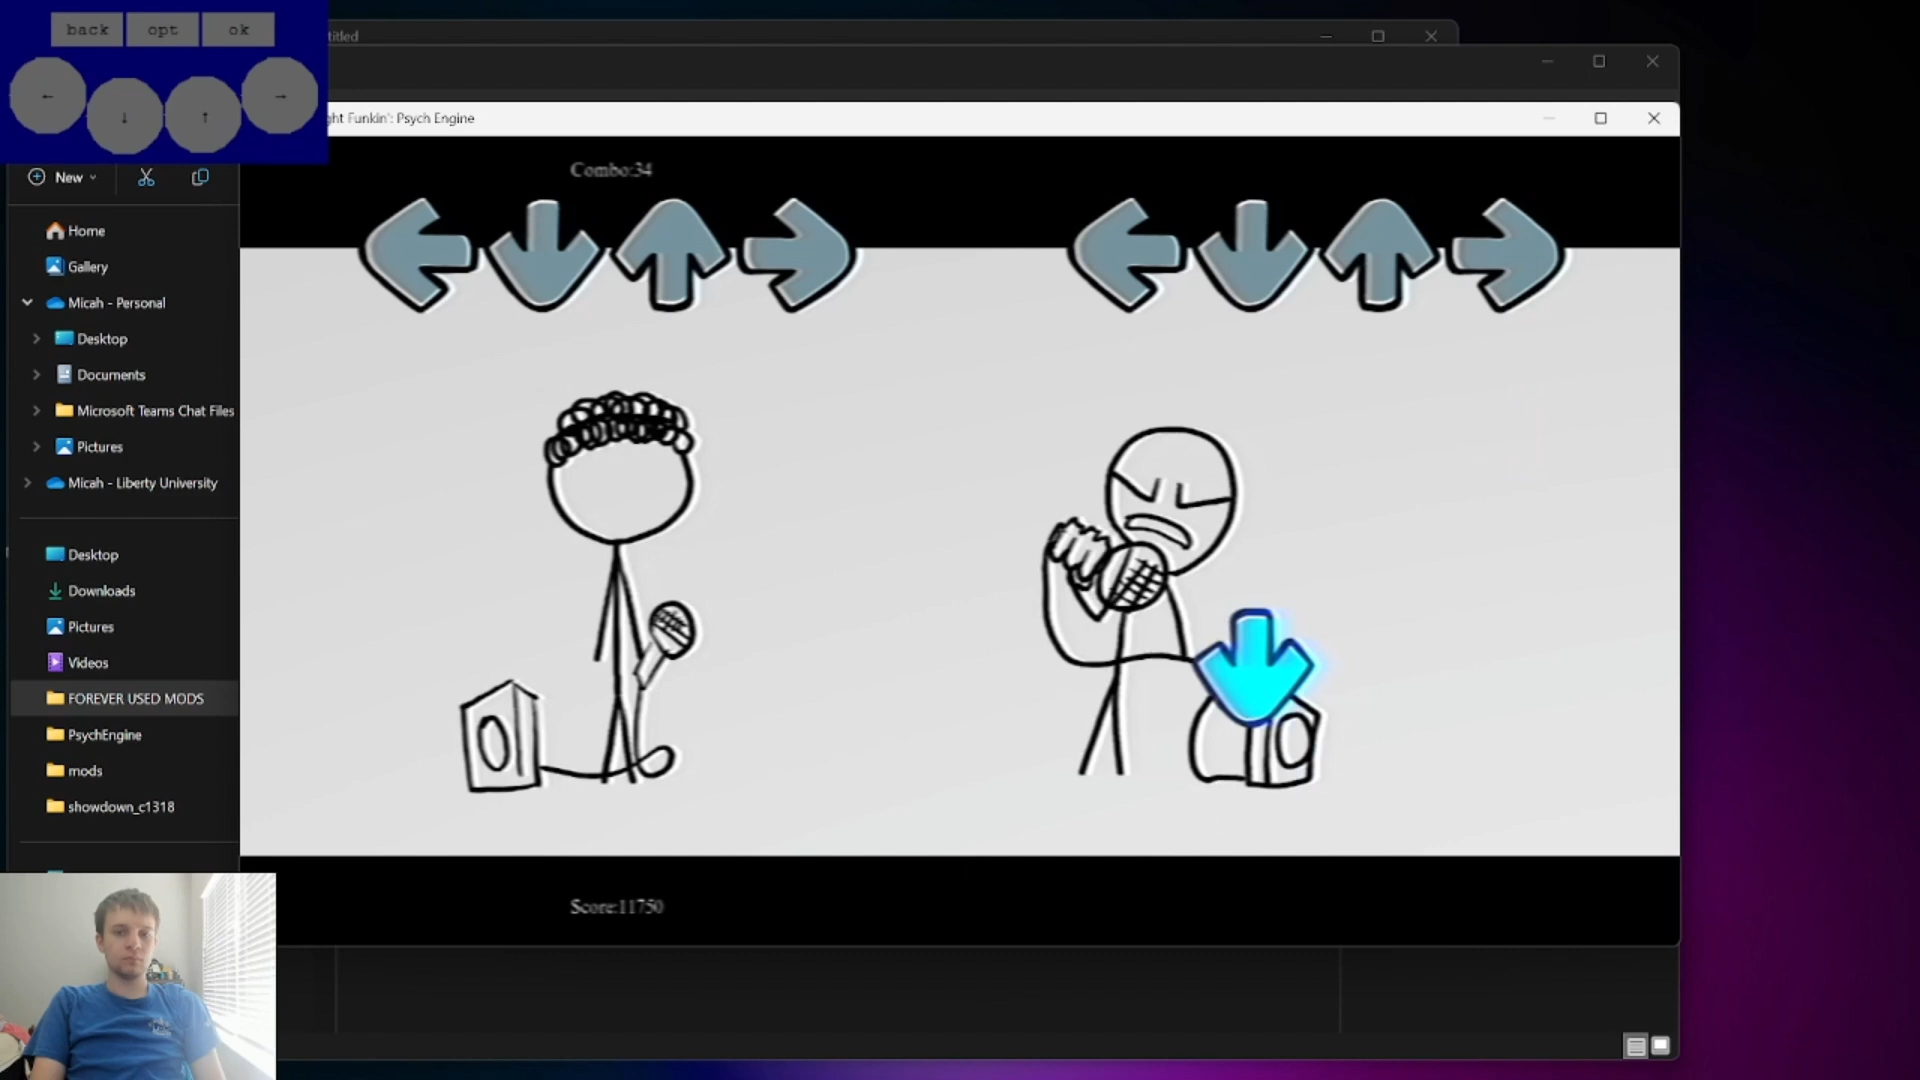 back opt ok
← ↓ ↑ →
titled
ght Funkin': Psych Engine
New
Combo:34
Home
Gallery
Micah - Personal
Desktop
Documents
Microsoft Teams Chat Files
Pictures
Micah - Liberty University
Desktop
Downloads
Pictures
Videos
FOREVER USED MODS
PsychEngine
mods
showdown_c1318
Score:11750